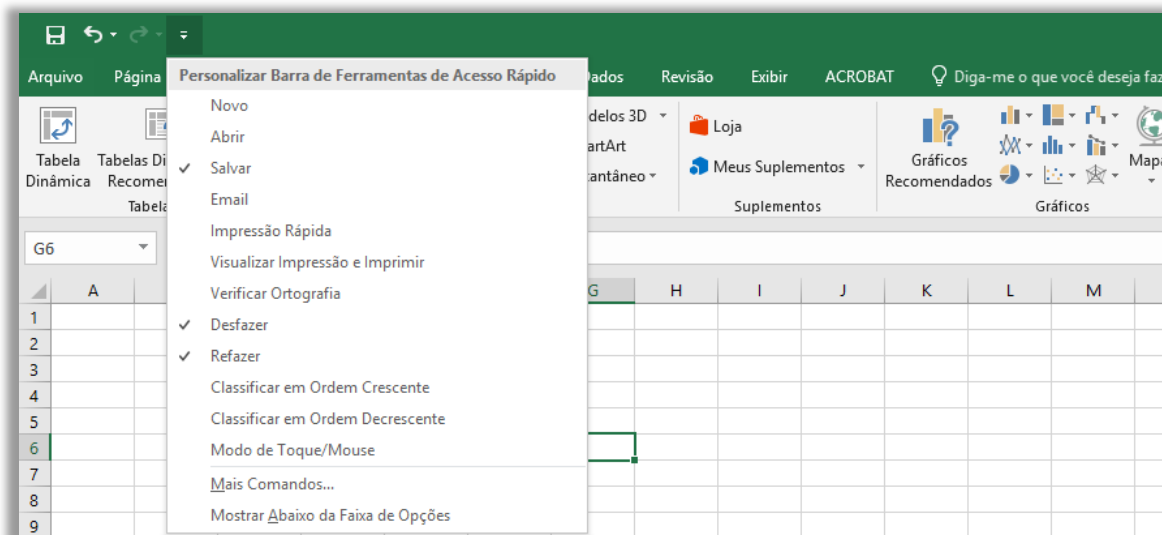 Arquivo Página Dados Revisão Exibir ACROBAT Diga-me o que você deseja faz
Personalizar Barra de Ferramentas de Acesso Rápido
Novo
Abrir
Salvar
Email
Impressão Rápida
Visualizar Impressão e Imprimir
Verificar Ortografia
Desfazer
Refazer
Classificar em Ordem Crescente
Classificar em Ordem Decrescente
Modo de Toque/Mouse
Mais Comandos...
Mostrar Abaixo da Faixa de Opções
Tabela
Dinâmica
Tabelas Di
Recomen
Tabela
delos 3D
artArt
antâneo
Loja
Meus Suplementos
Suplementos
Gráficos
Recomendados
Mapa
Gráficos
G6
A G H I J K L M
1
2
3
4
5
6
7
8
9